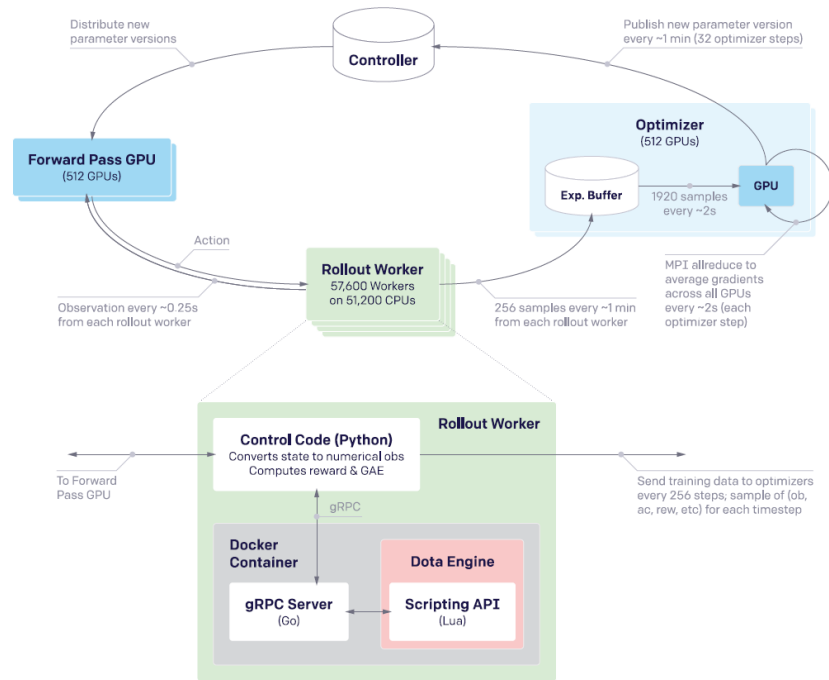 Distribute new
parameter versions
Controller
Publish new parameter version
every ~1 min (32 optimizer steps)
Forward Pass GPU
(512 GPUs)
Optimizer
(512 GPUs)
Exp. Buffer
1920 samples
every ~2s
GPU
Action
Observation every ~0.25s
from each rollout worker
Rollout Worker
57,600 Workers
on 51,200 CPUs
256 samples every ~1 min
from each rollout worker
MPI allreduce to
average gradients
across all GPUs
every ~2s (each
optimizer step)
Rollout Worker
Control Code (Python)
Converts state to numerical obs
Computes reward & GAE
To Forward
Pass GPU
Send training data to optimizers
every 256 steps; sample of (ob,
ac, rew, etc) for each timestep
gRPC
Docker
Container
Dota Engine
gRPC Server
(Go)
Scripting API
(Lua)